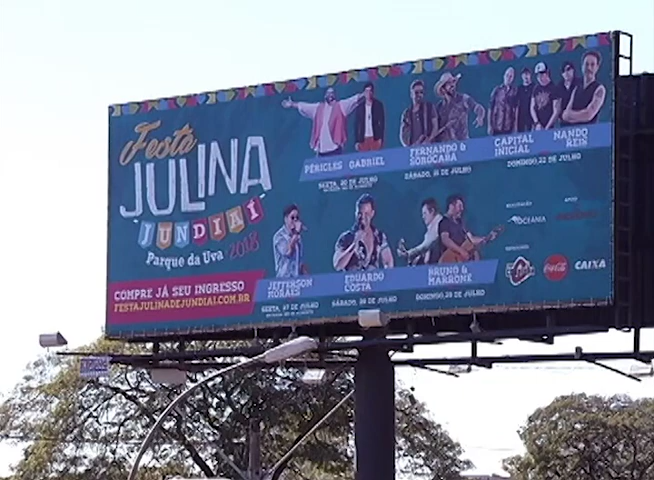 Festa
JULINA
JUNDIAÍ
Parque da Uva 2018
COMPRE JÁ SEU INGRESSO
FESTAJULINADEJUNDIAI.COM.BR
PÉRICLES GABRIEL
SEXTA, 20 DE JULHO
FERNANDO &
SOROCABA
SÁBADO, 21 DE JULHO
CAPITAL
INICIAL
NANDO
REIS
DOMINGO, 22 DE JULHO
JEFFERSON
MORAES
SEXTA, 27 DE JULHO
EDUARDO
COSTA
SÁBADO, 28 DE JULHO
BRUNO &
MARRONE
DOMINGO, 29 DE JULHO
Coca-Cola
CAIXA